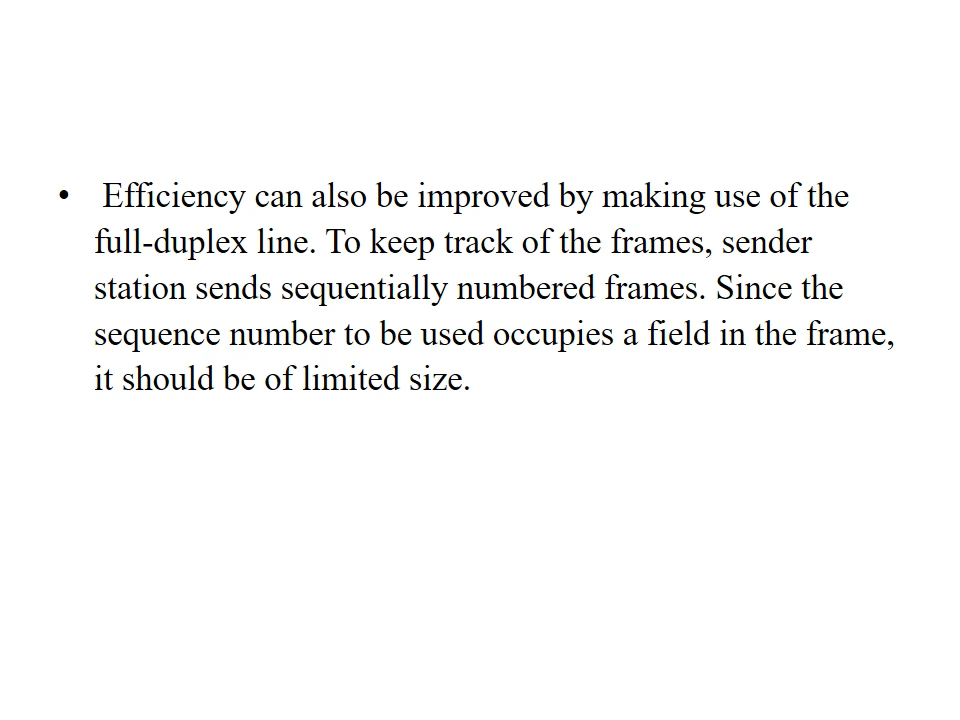 • Efficiency can also be improved by making use of the
full-duplex line. To keep track of the frames, sender
station sends sequentially numbered frames. Since the
sequence number to be used occupies a field in the frame,
it should be of limited size.